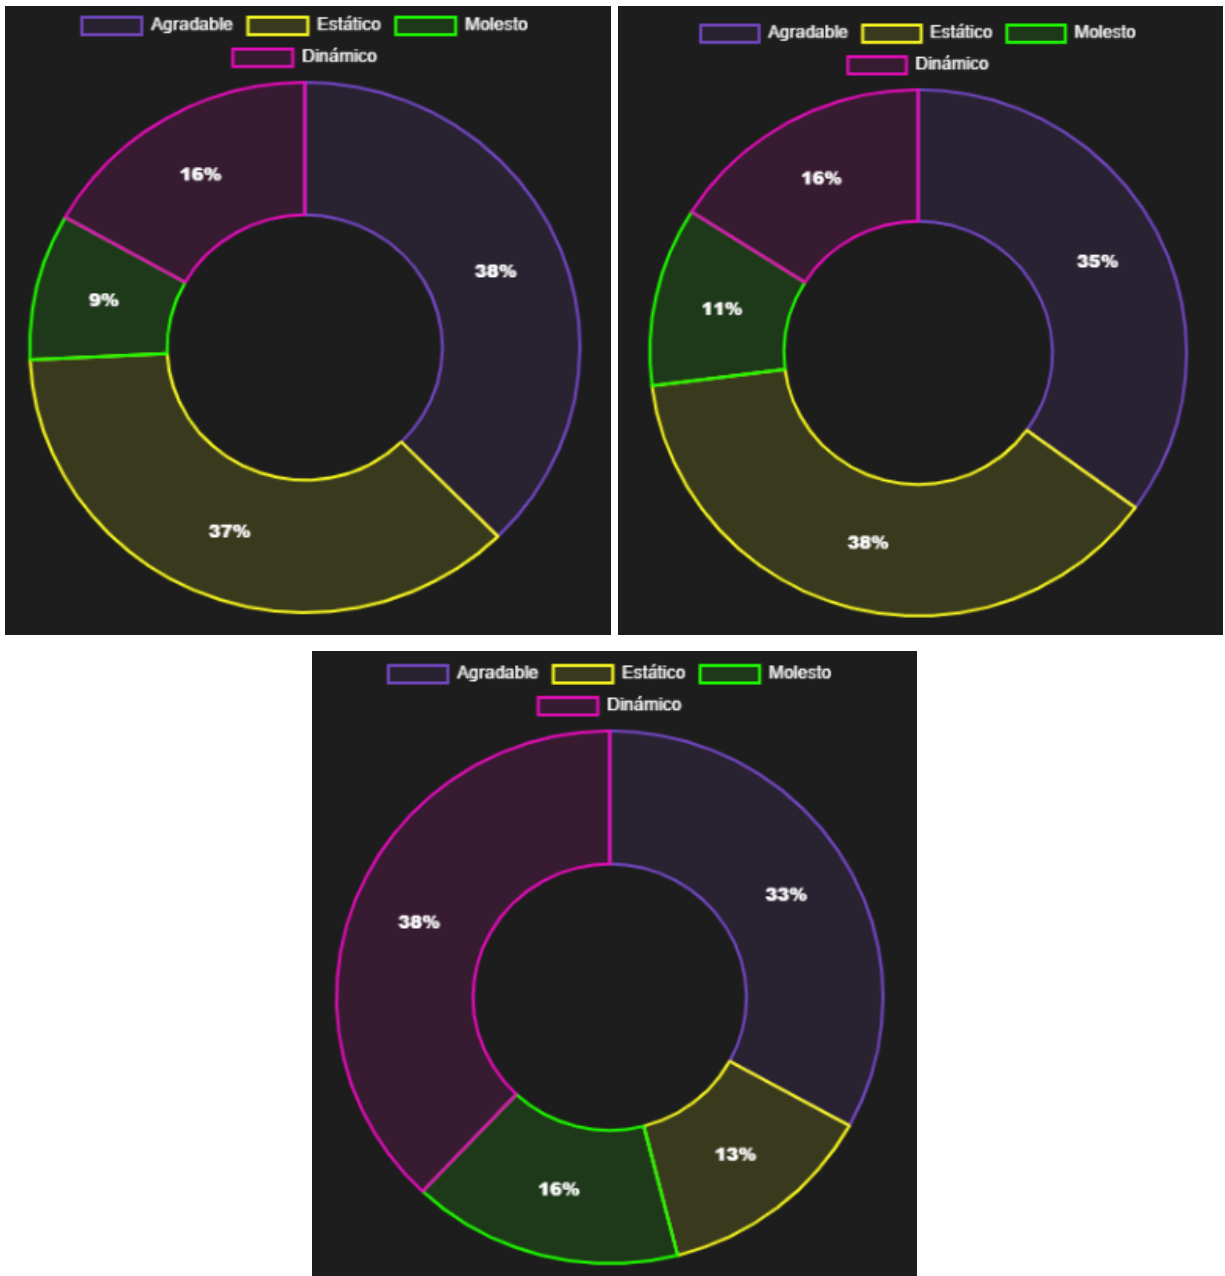 Agradable Estático Molesto
Dinámico
16%
38%
9%
37%
Agradable Estático Molesto
Dinámico
16%
35%
11%
38%
Agradable Estático Molesto
Dinámico
33%
38%
13%
16%